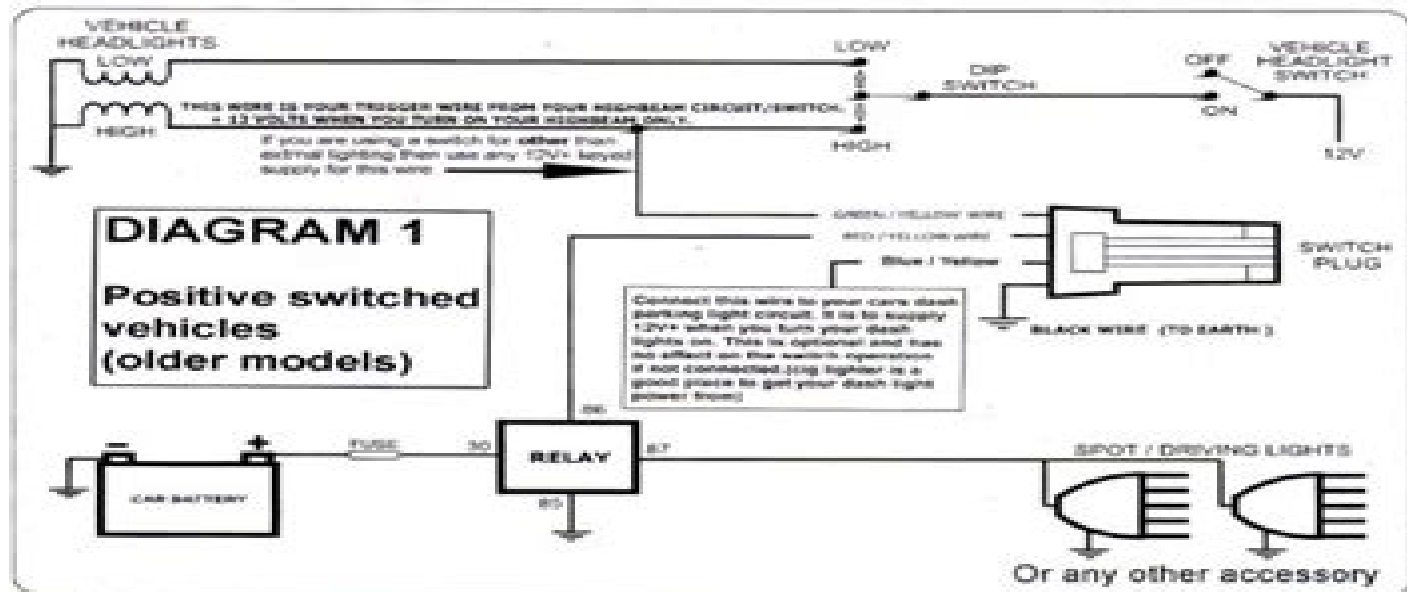 VEHICLE
HEADLIGHTS
LOW
HIGH
THIS WIRE IS YOUR TRIGGER WIRE FROM YOUR HIGHBEAM CIRCUIT/SWITCH.
+ 12 VOLTS WHEN YOU TURN ON YOUR HIGHBEAM ONLY.
If you are using a switch for other than
extrnal lighting then use any 12V+ keyed
supply for this wire
LOW
HIGH
DIP
SWITCH
OFF
ON
VEHICLE
HEADLIGHT
SWITCH
12V
DIAGRAM 1
Positive switched
vehicles
(older models)
GREEN / YELLOW WIRE
RED / YELLOW WIRE
Blue / Yellow
SWITCH
PLUG
BLACK WIRE (TO EARTH)
Connect this wire to your cars dash
parking light circuit. It is to supply
12V+ when you turn your dash
lights on. This is optional and has
no effect on the switch operation
if not connected.(cig lighter is a
good place to get your dash light
power from)
- +
CAR BATTERY
FUSE
30
RELAY
86
87
85
SPOT / DRIVING LIGHTS
Or any other accessory